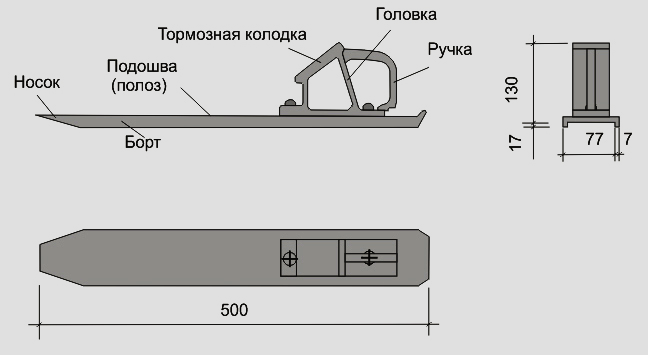 Головка
Тормозная колодка
Ручка
Подошва
(полоз)
Носок
Борт
130
17
77
7
500